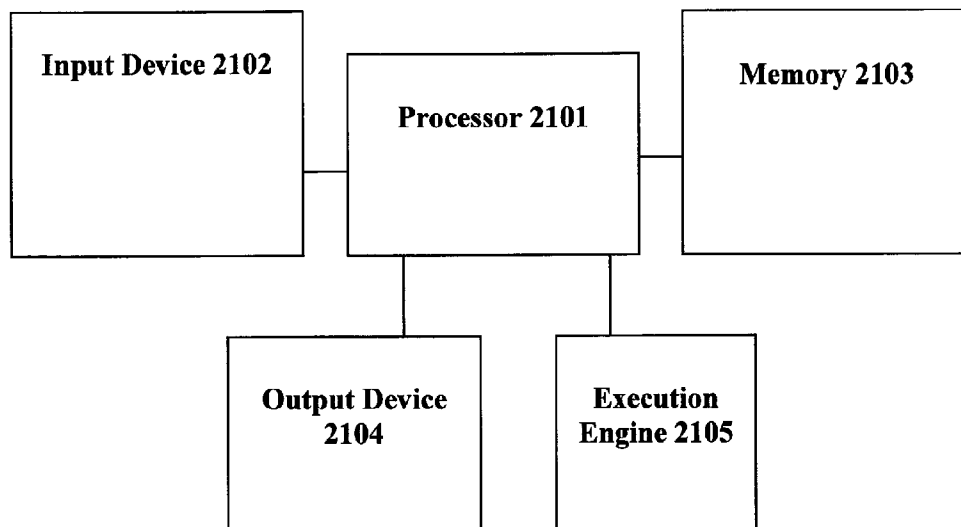 Input Device 2102
Processor 2101
Memory 2103
Output Device
2104
Execution
Engine 2105